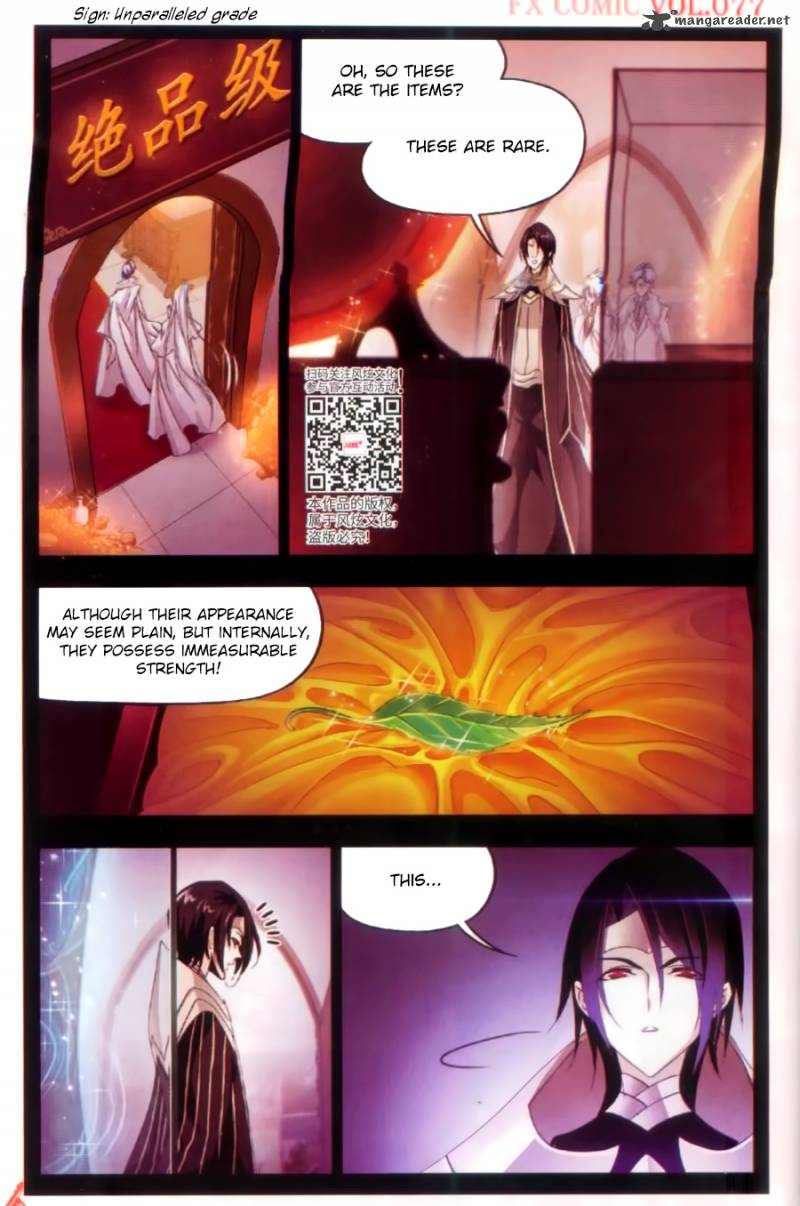 Sign: Unparalleled grade
FX COMIC VOL.077
mangareader.net
绝品级
OH, SO THESE
ARE THE ITEMS?
THESE ARE RARE.
扫码关注风炫文化!
参与官方互动活动!
本作品的版权,
属于风炫文化,
盗版必究!
ALTHOUGH THEIR APPEARANCE
MAY SEEM PLAIN, BUT INTERNALLY,
THEY POSSESS IMMEASURABLE
STRENGTH!
THIS...